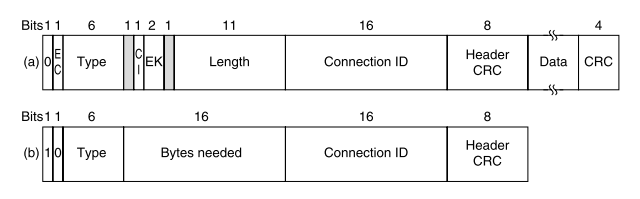 Bits 1 1 6 1 1 2 1 11 16 8 4
(a) 0 EC Type CI EK Length Connection ID Header CRC Data CRC
Bits 1 1 6 16 16 8
(b) 1 0 Type Bytes needed Connection ID Header CRC